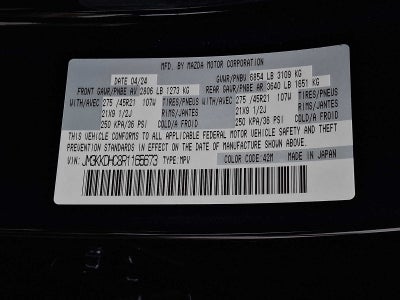 MFD. BY MAZDA MOTOR CORPORATION
DATE 04/24 GVWR/PNBV 6854 LB 3109 KG
FRONT GAWR/PNBE AV 2806 LB 1273 KG REAR GAWR/PNBE AR 3640 LB 1651 KG
WITH/AVEC 275 /45R21 107W TIRES/PNEUS WITH/AVEC 275 /45R21 107W TIRES/PNEUS
21X9 1/2J RIMS/JANTES 21X9 1/2J RIMS/JANTES
250 KPA/36 PSI COLD/A FROID 250 KPA/36 PSI COLD/A FROID
THIS VEHICLE CONFORMS TO ALL APPLICABLE FEDERAL MOTOR VEHICLE SAFETY AND THEFT
PREVENTION STANDARDS IN EFFECT ON THE DATE OF MANUFACTURE SHOWN ABOVE.
VIN: JM3KKDHC8R1165673 TYPE:MPV COLOR CODE:42M MADE IN JAPAN